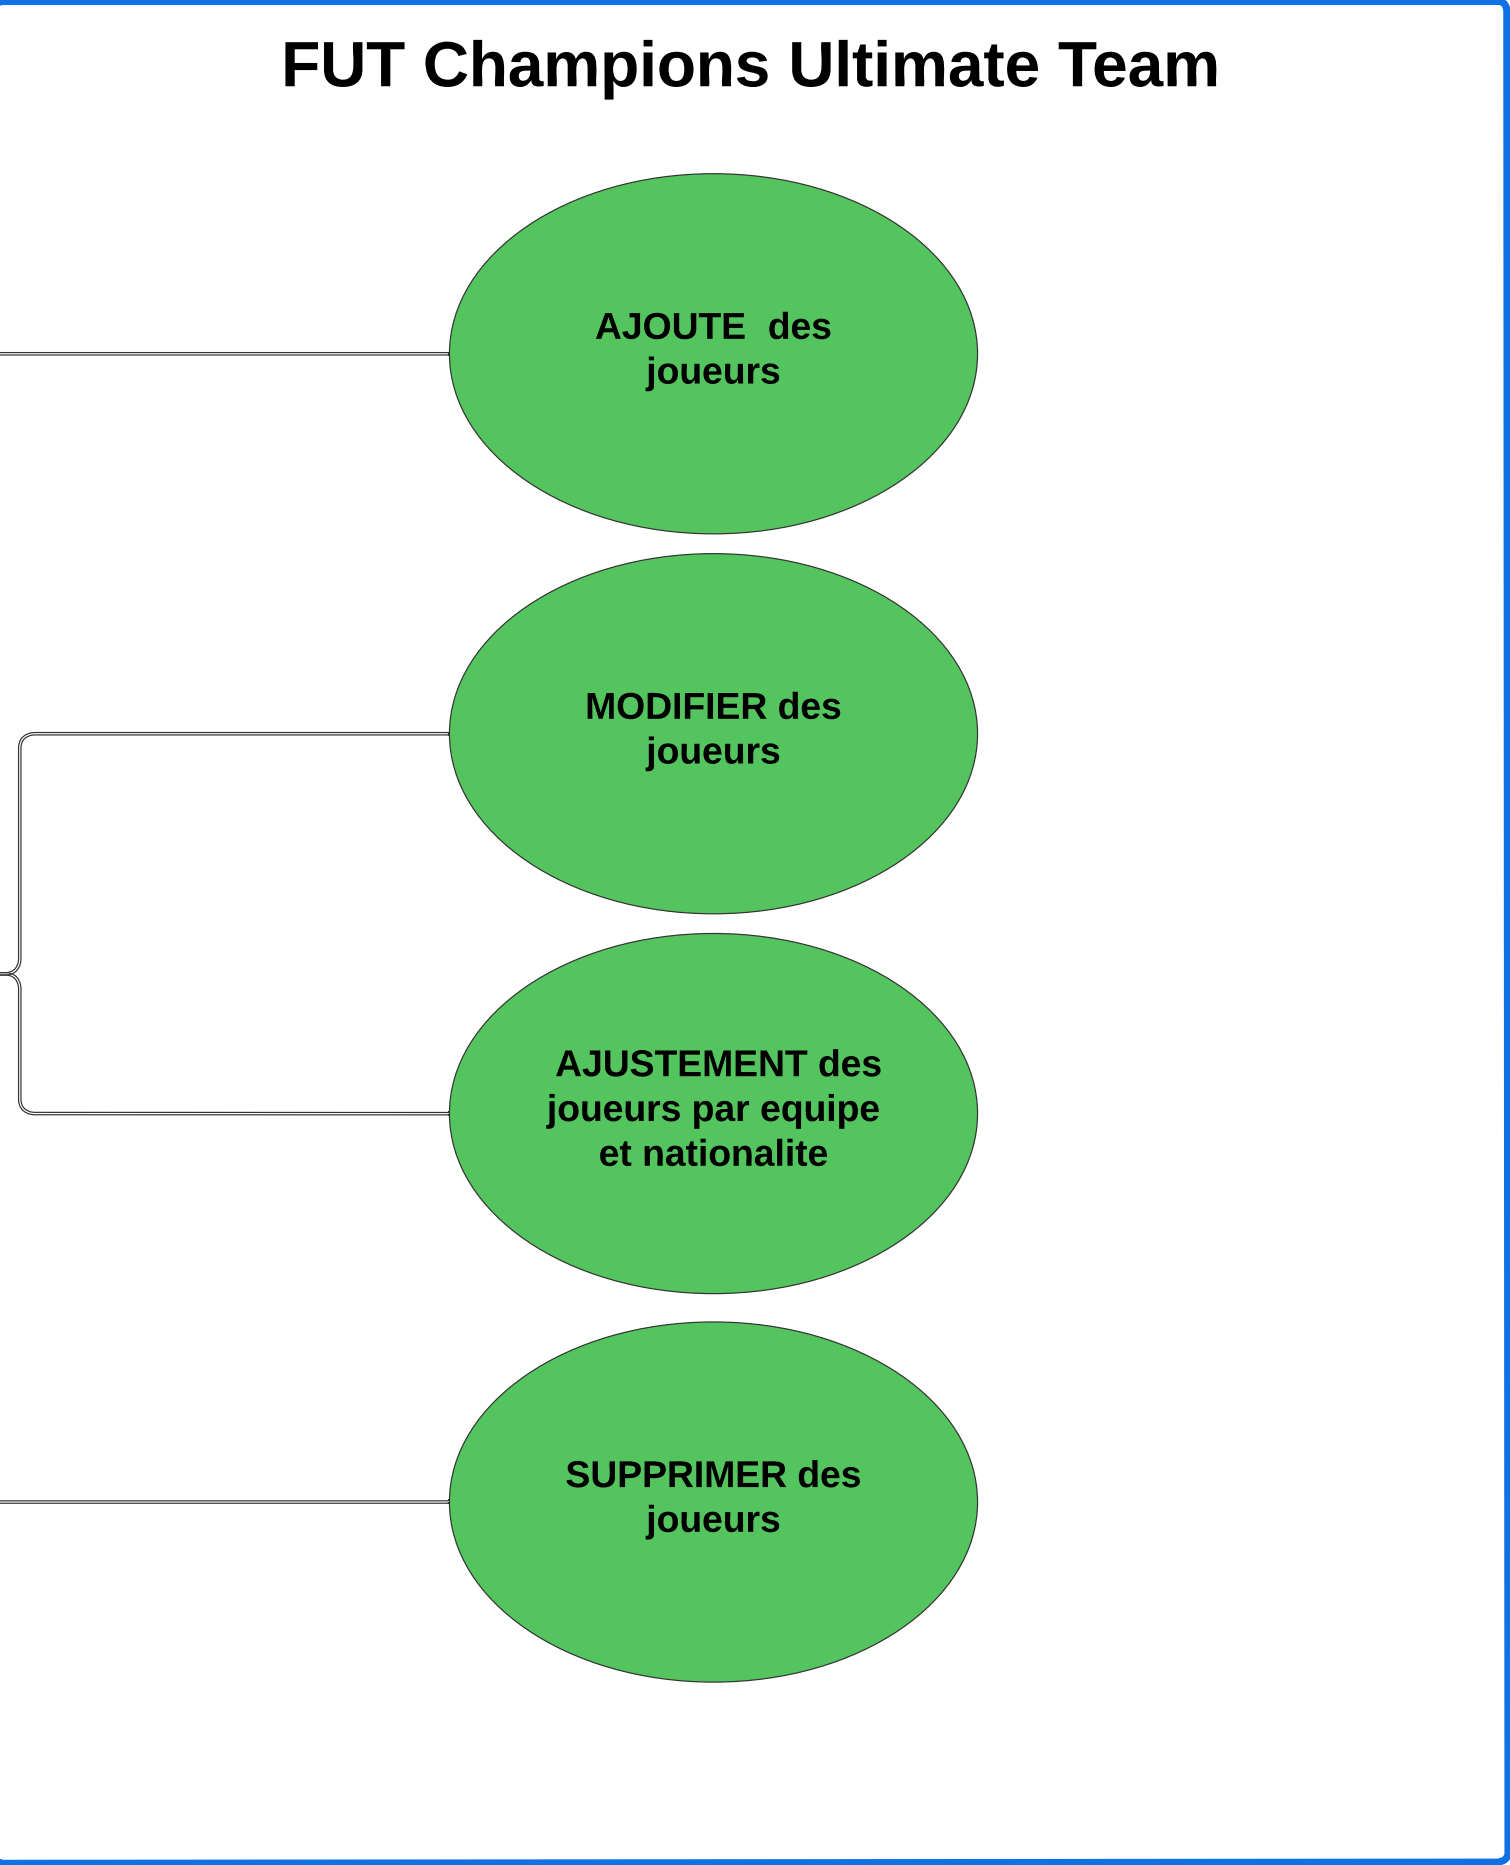 FUT Champions Ultimate Team
AJOUTE  des
joueurs
MODIFIER des
joueurs
AJUSTEMENT des
joueurs par equipe
et nationalite
SUPPRIMER des
joueurs